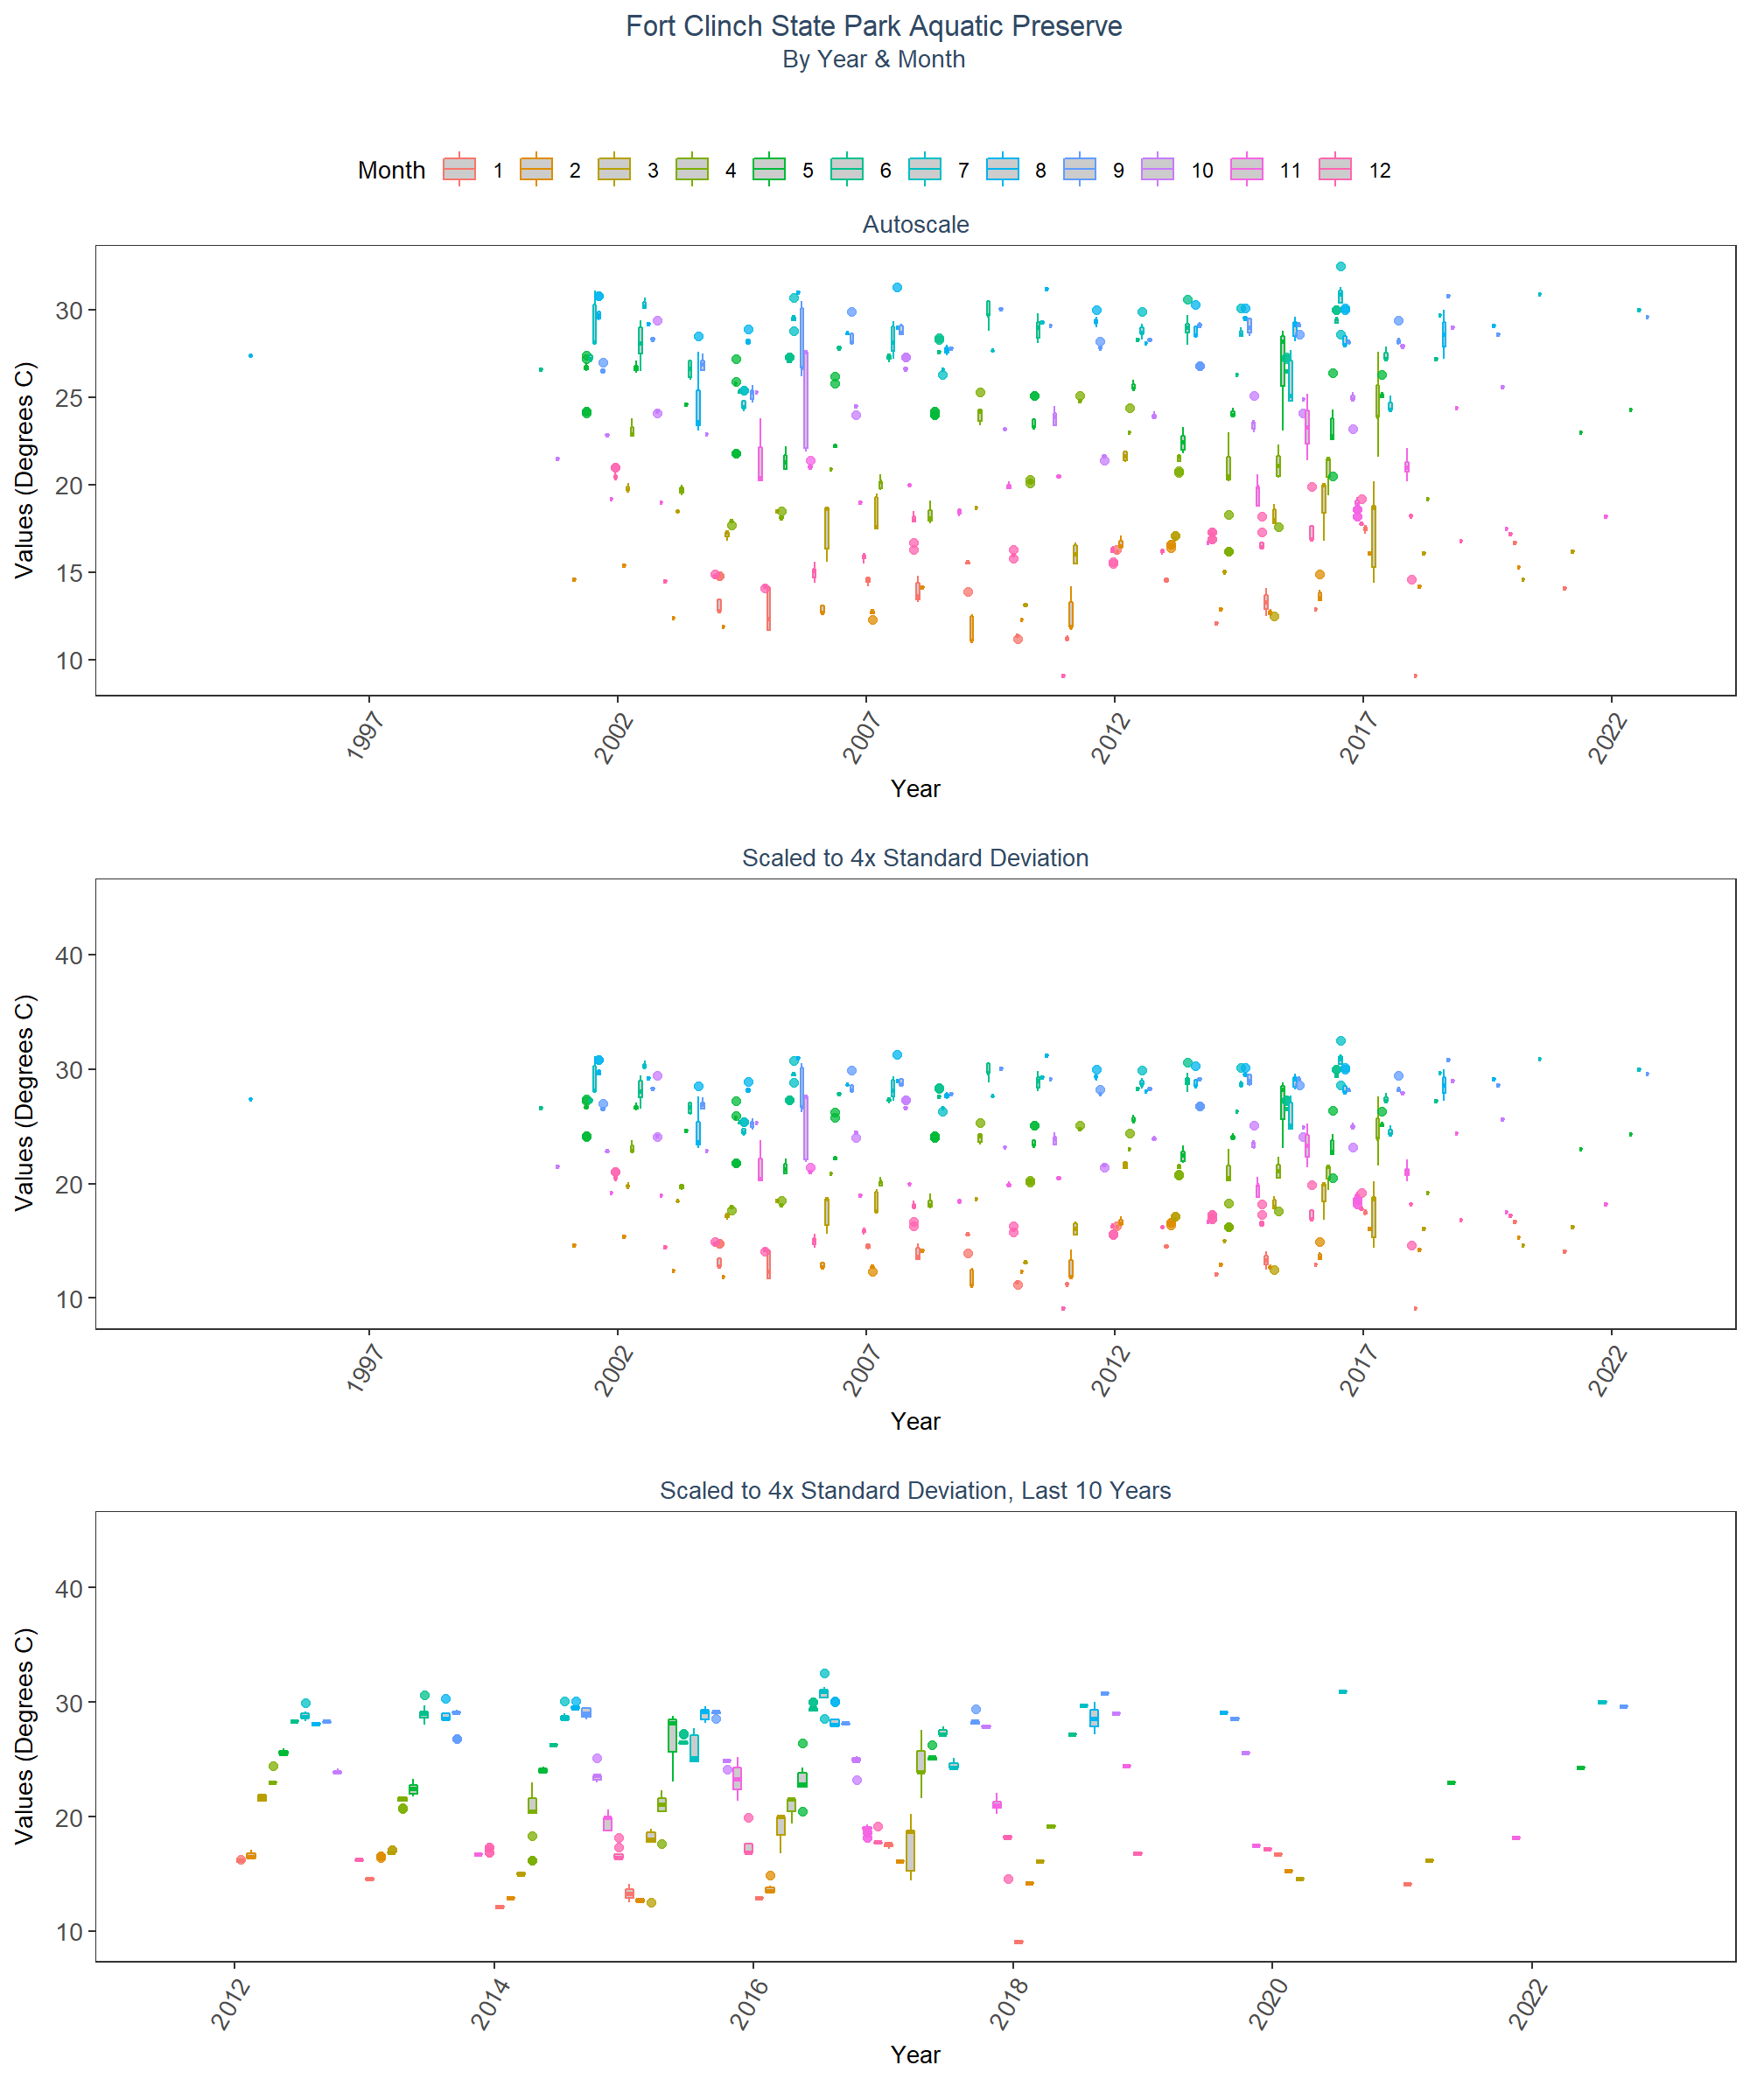 Fort Clinch State Park Aquatic Preserve
By Year & Month
Month 1 2 3 4 5 6 7 8 9 10 11 12
Autoscale
Values (Degrees C)
30
25
20
15
10
1997 2002 2007 2012 2017 2022
Year
Scaled to 4x Standard Deviation
Values (Degrees C)
40
30
20
10
1997 2002 2007 2012 2017 2022
Year
Scaled to 4x Standard Deviation, Last 10 Years
Values (Degrees C)
40
30
20
10
2012 2014 2016 2018 2020 2022
Year